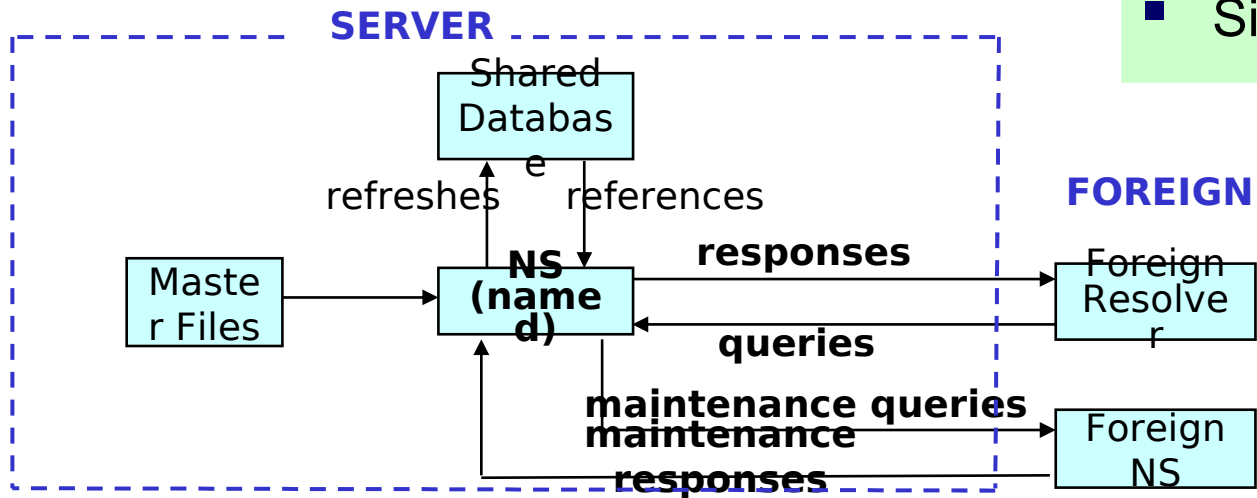 SERVER
Si
Shared
Databas
e
refreshes
references
FOREIGN
Maste
r Files
NS
(name
d)
responses
Foreign
Resolve
r
queries
maintenance queries
maintenance
responses
Foreign
NS